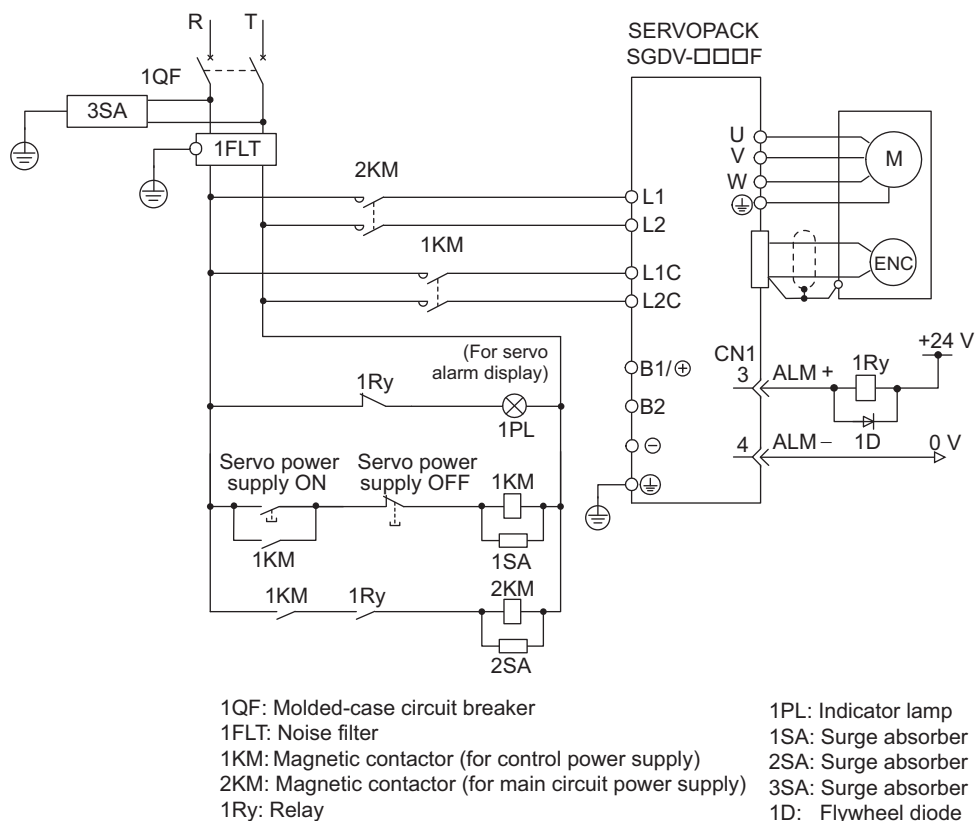 R T
SERVOPACK
SGDV-□□□F
1QF
3SA
1FLT
U
V
W
M
2KM
L1
L2
1KM
L1C
L2C
ENC
(For servo
alarm display)
1Ry
1PL
B1/⊕
B2
⊖
CN1
3 ALM +
1Ry
+24 V
1D
4 ALM −
0 V
Servo power
supply ON
Servo power
supply OFF
1KM
1KM
1SA
1KM
1Ry
2KM
2SA
1QF: Molded-case circuit breaker
1FLT: Noise filter
1KM: Magnetic contactor (for control power supply)
2KM: Magnetic contactor (for main circuit power supply)
1Ry: Relay
1PL: Indicator lamp
1SA: Surge absorber
2SA: Surge absorber
3SA: Surge absorber
1D: Flywheel diode